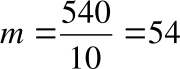 m = 540/10 = 54